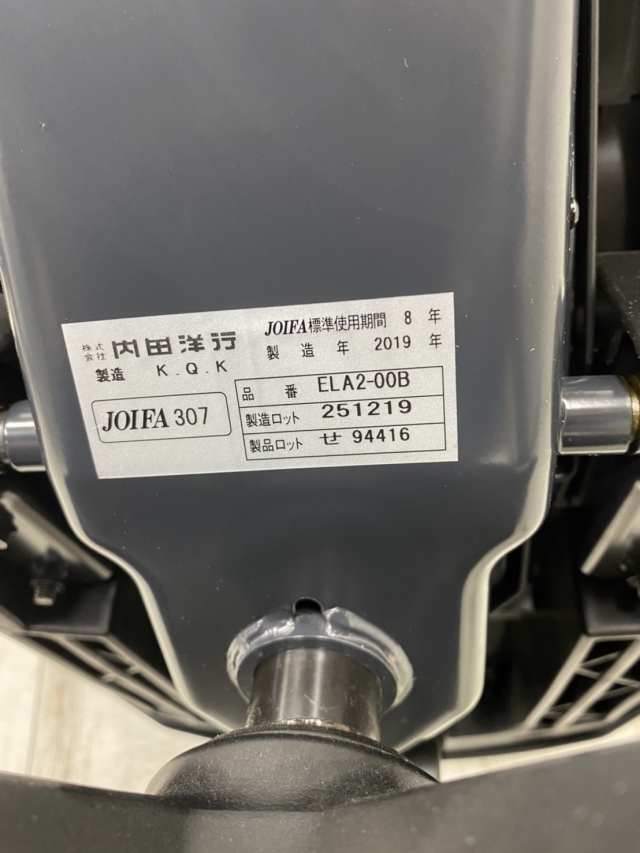 株式会社 内田洋行
製造 K.Q.K
JOIFA 307
JOIFA標準使用期間 8 年
製造年 2019 年
品番 ELA2-00B
製造ロット 251219
製品ロット せ 94416